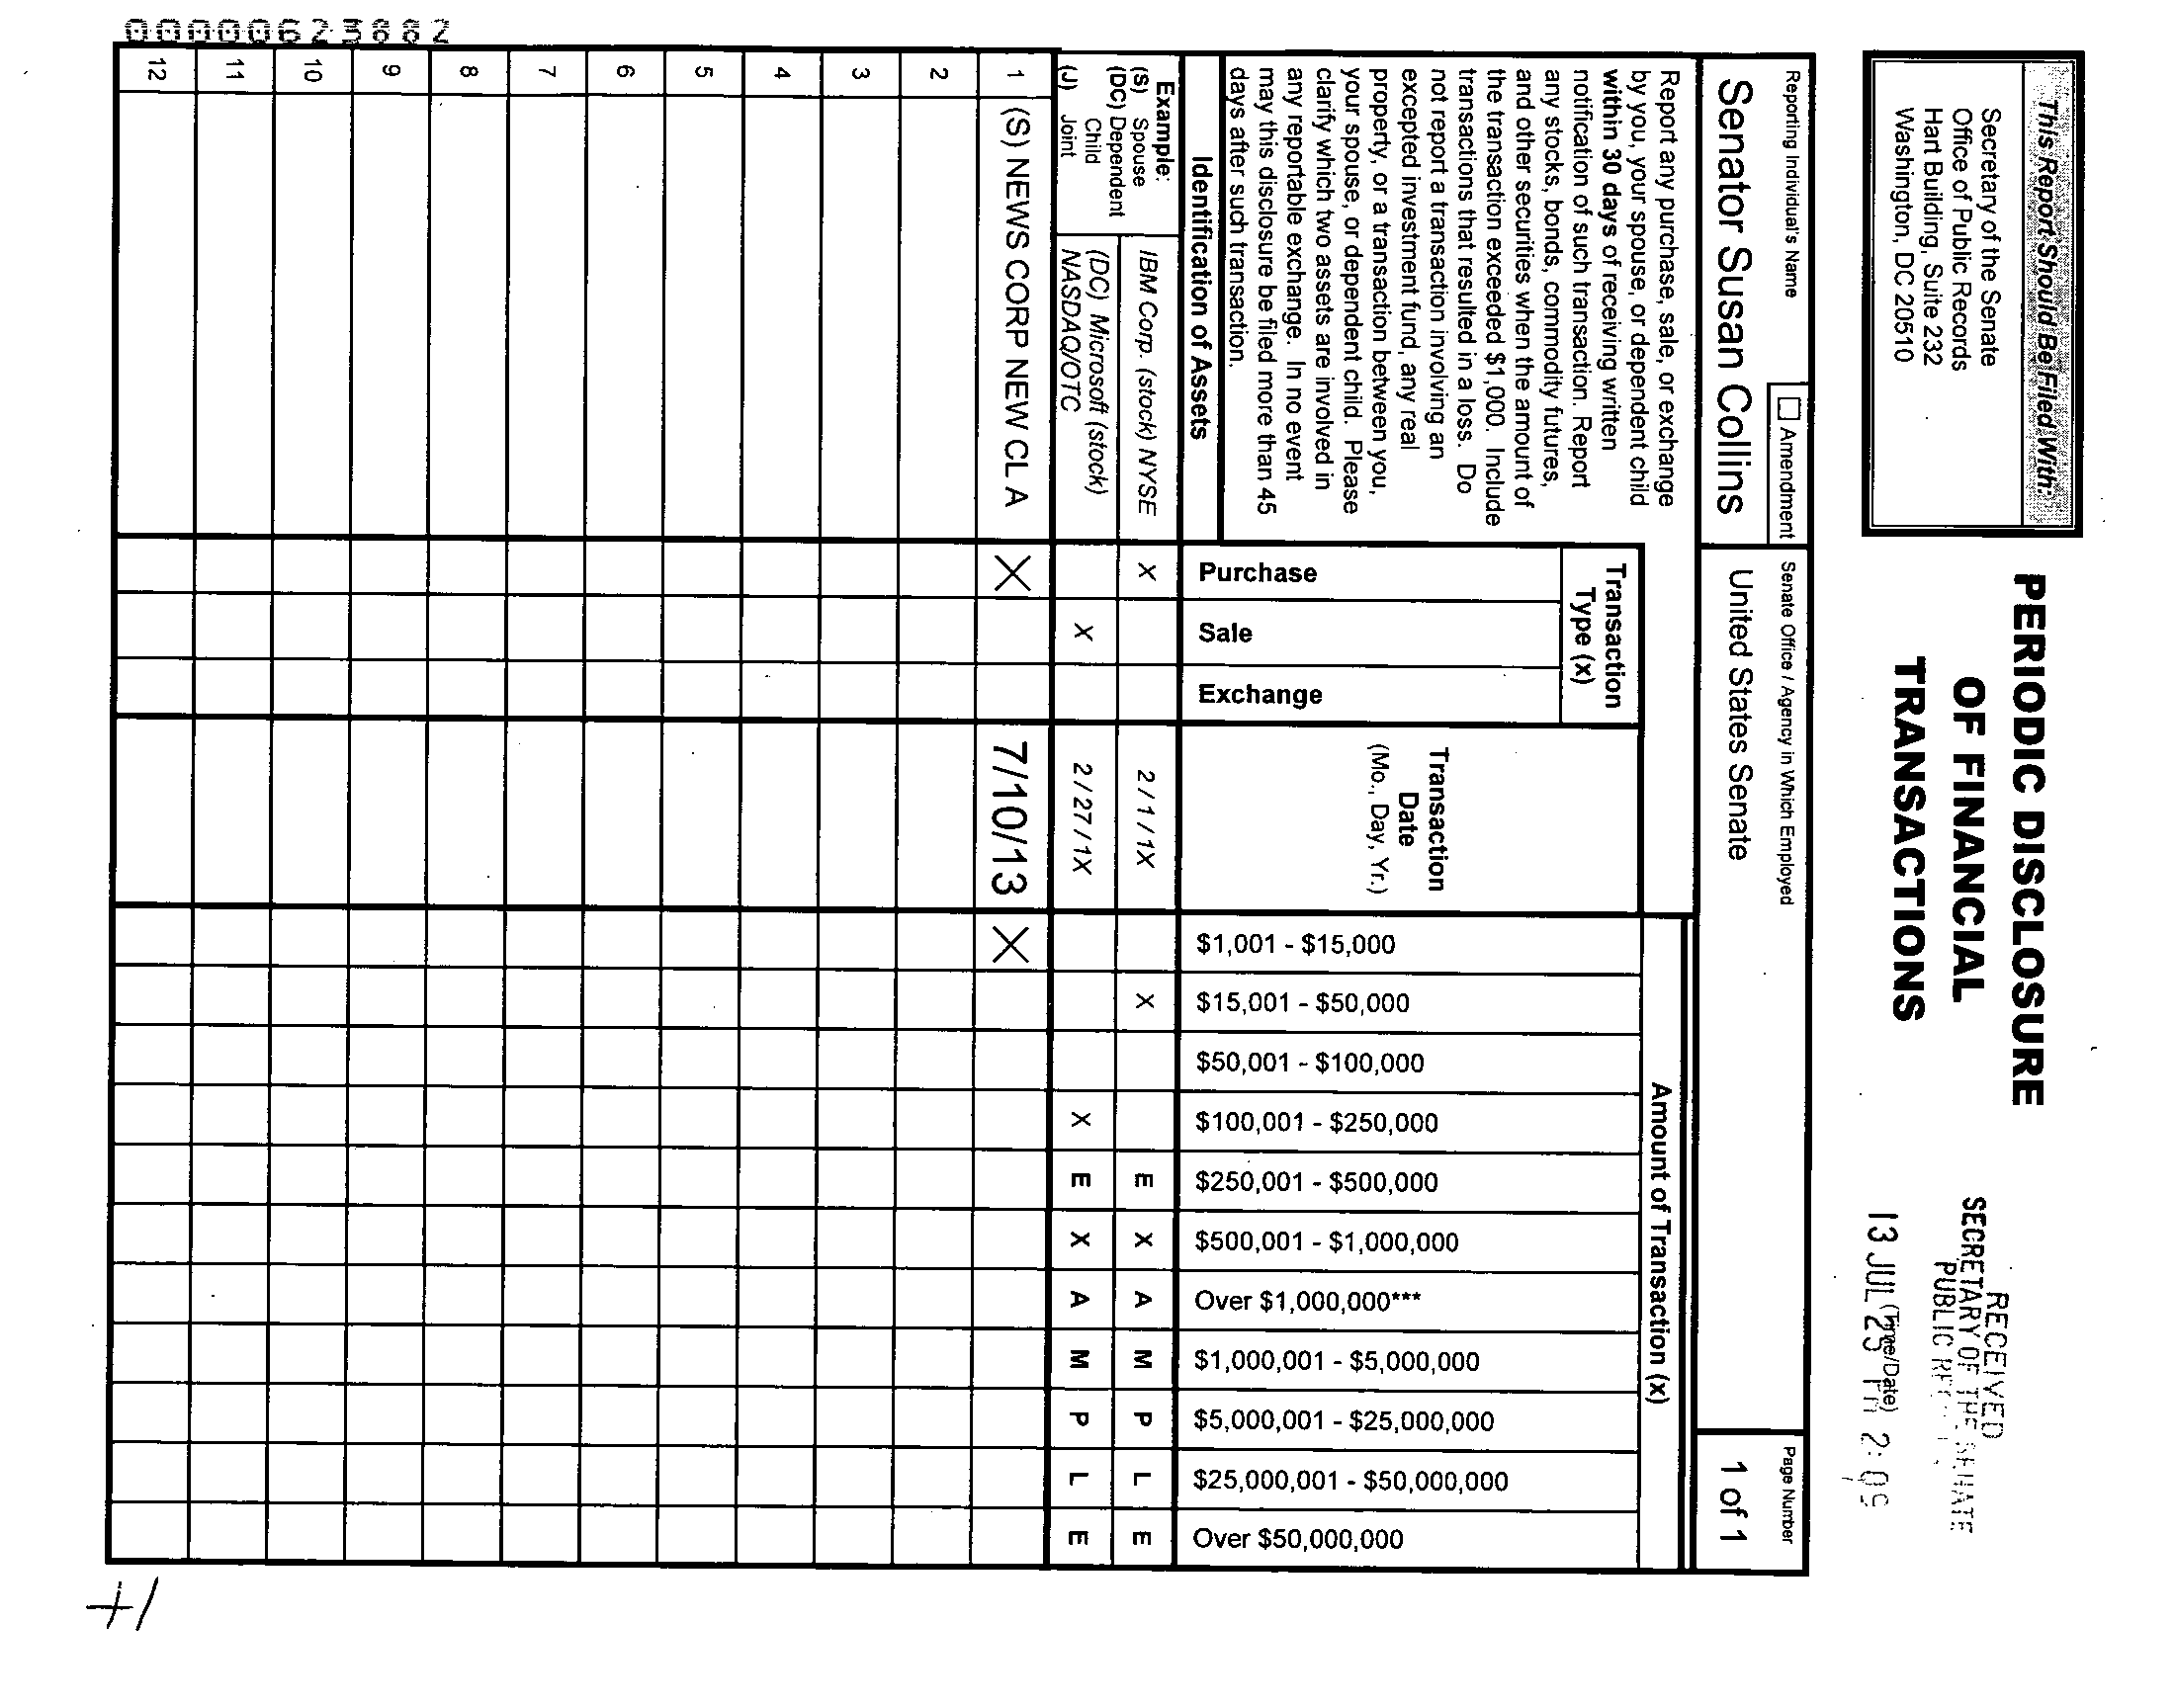 This Report Should Be Filed With:
Secretary of the Senate
Office of Public Records
Hart Building, Suite 232
Washington, DC 20510
PERIODIC DISCLOSURE
OF FINANCIAL
TRANSACTIONS
RECEIVED
SECRETARY OF THE SENATE
PUBLIC
(Time/Date)
13 JUL 25 2:09
Reporting Individual's Name
☐ Amendment
Senator Susan Collins
Senate Office / Agency in Which Employed
United States Senate
Page Number
1 of 1
Report any purchase, sale, or exchange
by you, your spouse, or dependent child
within 30 days of receiving written
notification of such transaction. Report
any stocks, bonds, commodity futures,
and other securities when the amount of
the transaction exceeded $1,000. Include
transactions that resulted in a loss. Do
not report a transaction involving an
excepted investment fund, any real
property, or a transaction between you,
your spouse, or dependent child. Please
clarify which two assets are involved in
any reportable exchange. In no event
may this disclosure be filed more than 45
days after such transaction.
Identification of Assets
Transaction
Type (x)
Purchase
Sale
Exchange
Transaction
Date
(Mo., Day, Yr.)
Amount of Transaction (x)
$1,001 - $15,000
$15,001 - $50,000
$50,001 - $100,000
$100,001 - $250,000
$250,001 - $500,000
$500,001 - $1,000,000
Over $1,000,000***
$1,000,001 - $5,000,000
$5,000,001 - $25,000,000
$25,000,001 - $50,000,000
Over $50,000,000
Example:
(S) Spouse
(DC) Dependent
Child
(J) Joint
IBM Corp. (stock) NYSE X 2 / 1 / 1X X E X A M P L E
(DC) Microsoft (stock)
NASDAQ/OTC X 2 / 27 / 1X X E X A M P L E
1 (S) NEWS CORP NEW CL A X 7/10/13 X
2
3
4
5
6
7
8
9
10
11
12